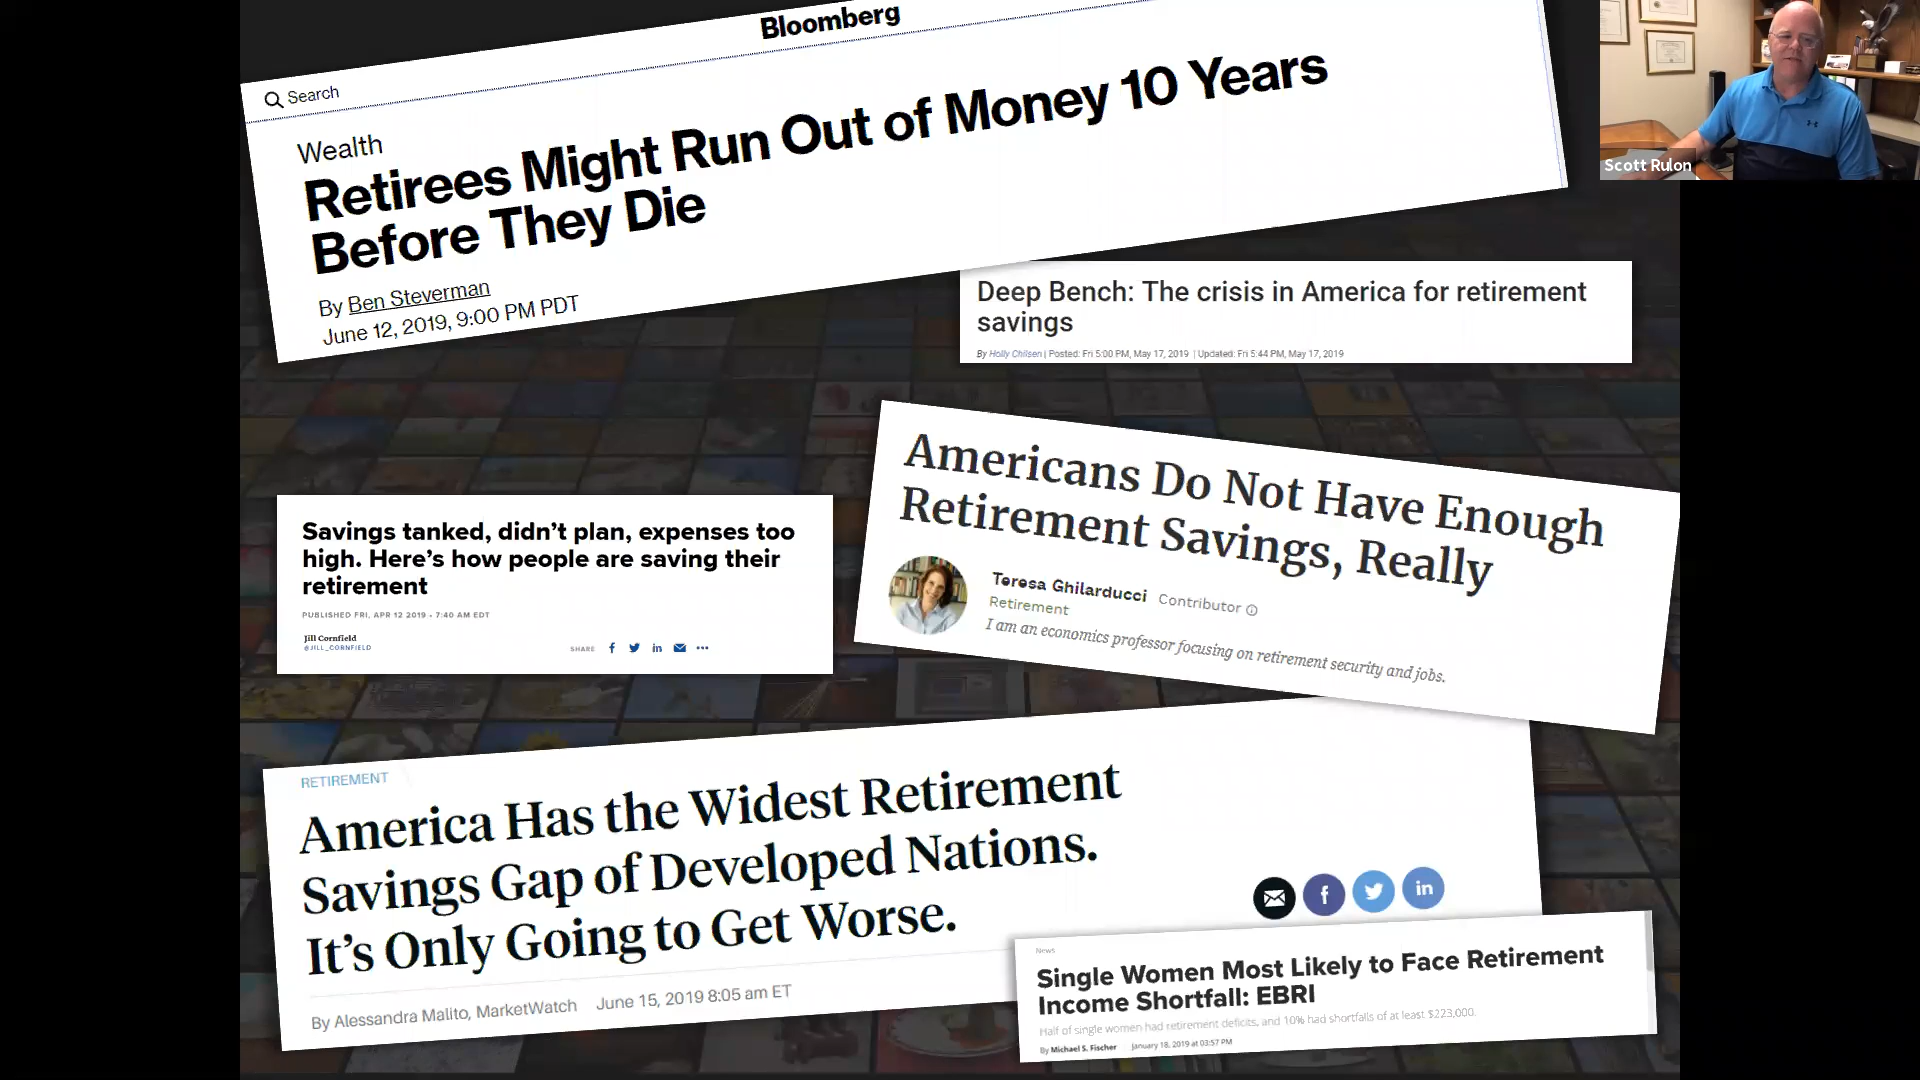 Bloomberg
Search
Wealth
Retirees Might Run Out of Money 10 Years
Before They Die
By Ben Steverman
June 12, 2019, 9:00 PM PDT
Scott Rulon
Deep Bench: The crisis in America for retirement
savings
By Holly Chilsen | Posted: Fri 5:00 PM, May 17, 2019 | Updated: Fri 5:44 PM, May 17, 2019
Americans Do Not Have Enough
Retirement Savings, Really
Teresa Ghilarducci Contributor
Retirement
I am an economics professor focusing on retirement security and jobs.
Savings tanked, didn't plan, expenses too
high. Here's how people are saving their
retirement
PUBLISHED FRI, APR 12 2019 • 7:40 AM EDT
Jill Cornfield
@JILL_CORNFIELD
SHARE
RETIREMENT
America Has the Widest Retirement
Savings Gap of Developed Nations.
It's Only Going to Get Worse.
By Alessandra Malito, MarketWatch June 15, 2019 8:05 am ET
News
Single Women Most Likely to Face Retirement
Income Shortfall: EBRI
Half of single women had retirement deficits, and 10% had shortfalls of at least $223,000.
By Michael S. Fischer January 18, 2019 at 03:57 PM